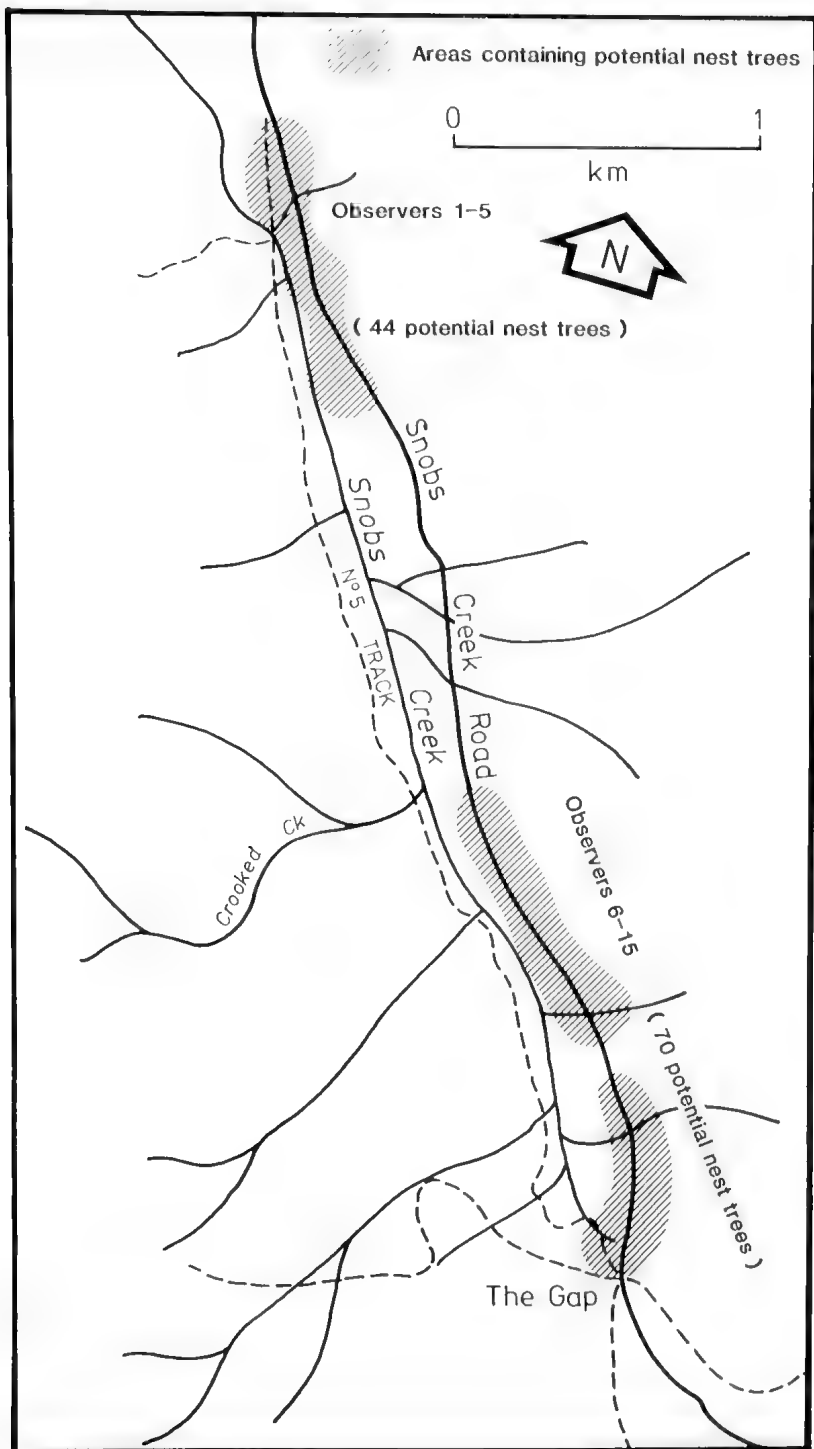 Areas containing potential nest trees
0 1
km
N
Observers 1-5
( 44 potential nest trees )
Snobs Creek Road
Snobs Creek
Nº5 TRACK
Crooked Ck
Observers 6-15
( 70 potential nest trees )
The Gap